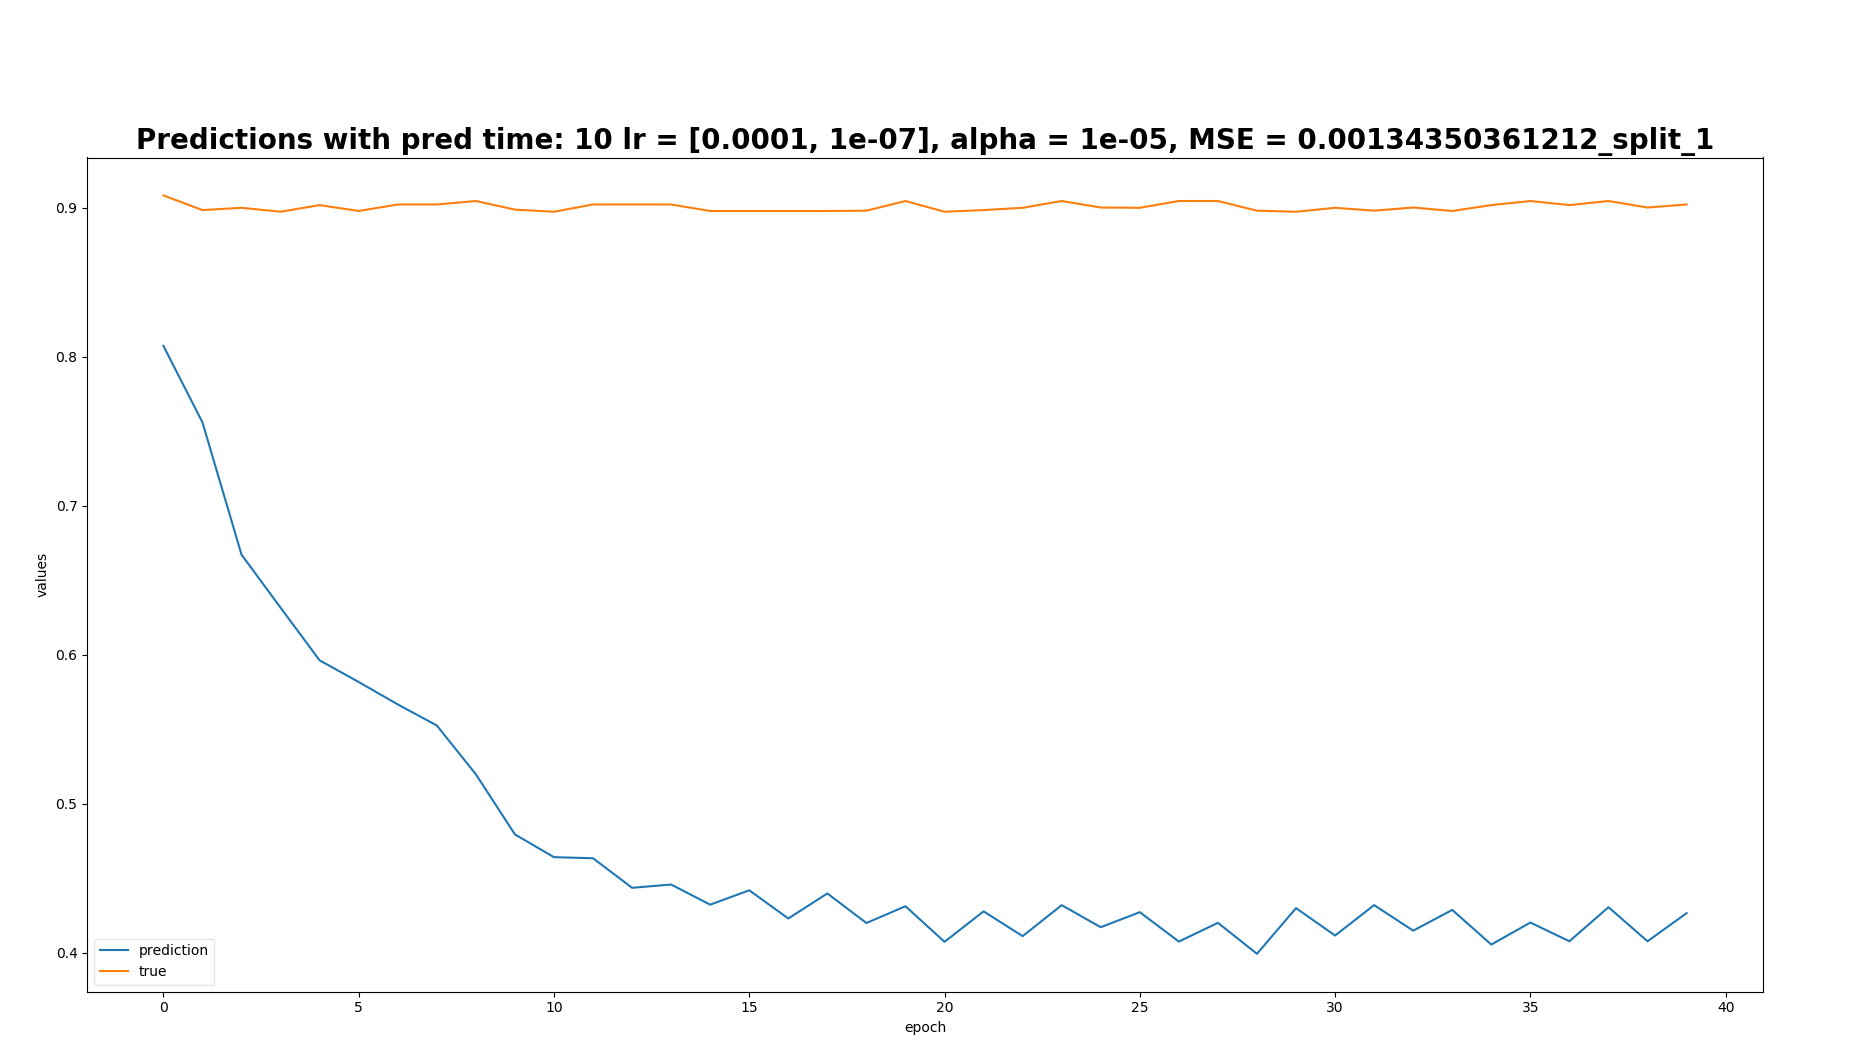 Predictions with pred time: 10 lr = [0.0001, 1e-07], alpha = 1e-05, MSE = 0.00134350361212_split_1
0.9
0.8
0.7
0.6
0.5
0.4
values
prediction
true
0 5 10 15 20 25 30 35 40
epoch